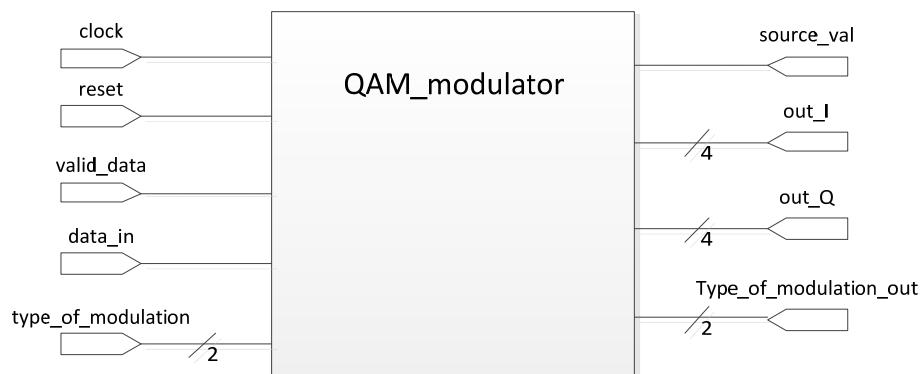 clock
source_val
QAM_modulator
reset
out_I
4
valid_data
out_Q
4
data_in
Type_of_modulation_out
type_of_modulation
2
2